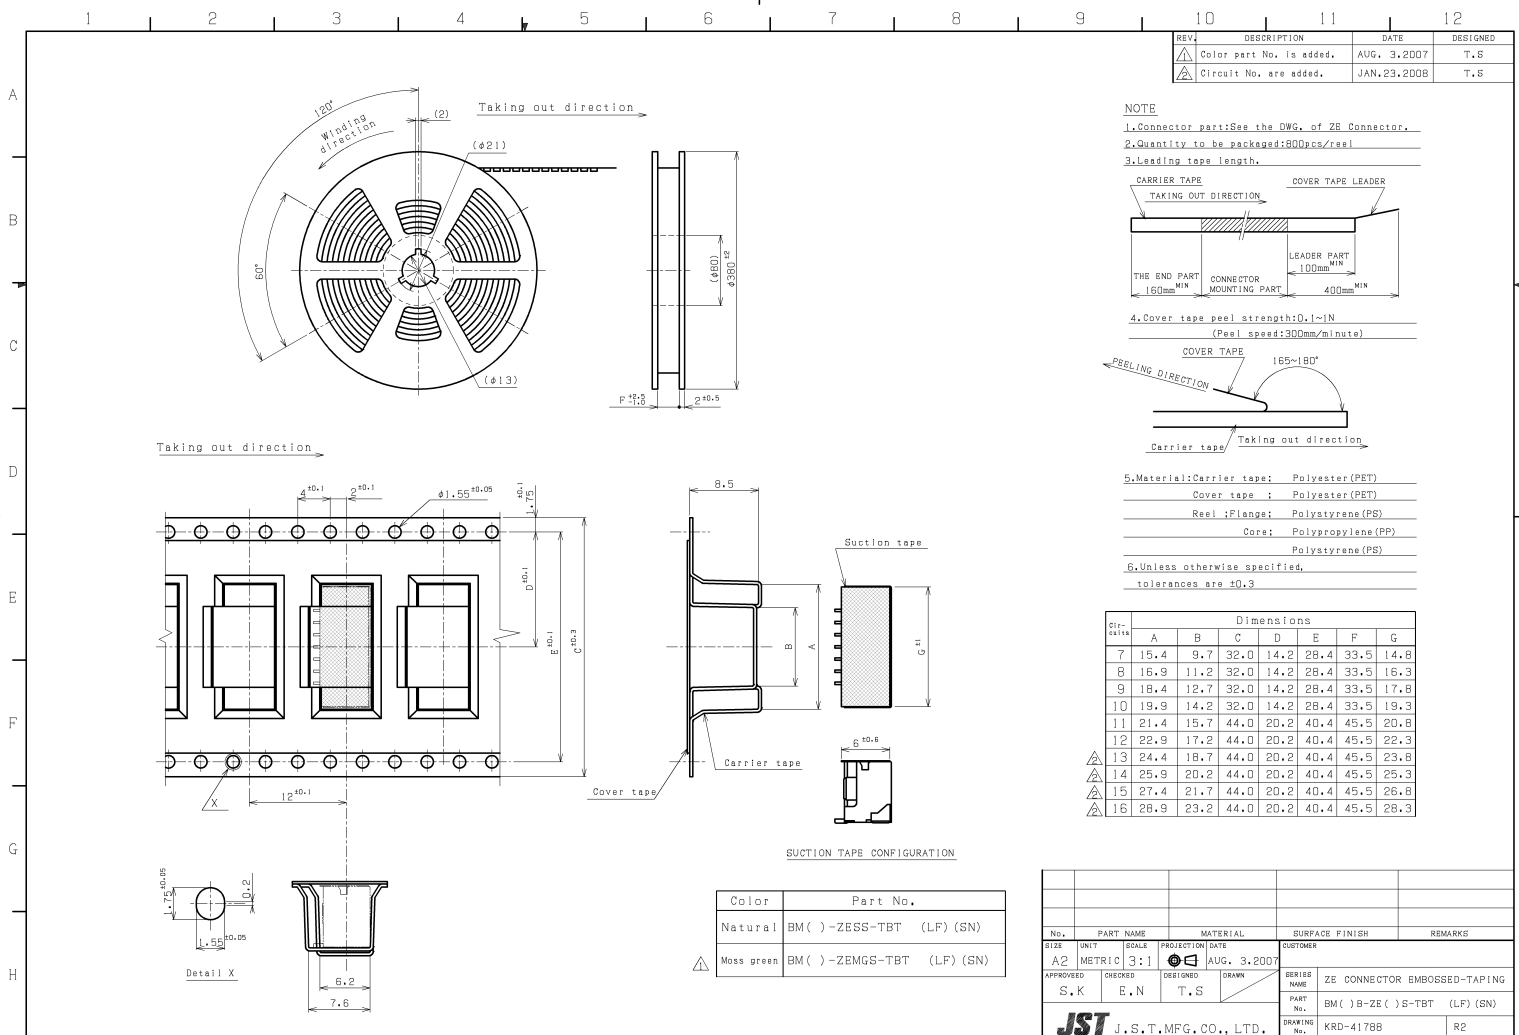 1 2 3 4 5 6 7 8 9 10 11 12
A
B
C
D
E
F
G
H
REV. DESCRIPTION DATE DESIGNED
1 Color part No. is added. AUG. 3.2007 T.S
2 Circuit No. are added. JAN.23.2008 T.S
120°
Winding
direction
(2)
Taking out direction
(φ21)
60°
(φ13)
(φ80)
φ380 ±2
F +2.5 -1.0
2 ±0.5
NOTE
1.Connector part:See the DWG. of ZE Connector.
2.Quantity to be packaged:800pcs/reel
3.Leading tape length.
CARRIER TAPE
COVER TAPE LEADER
TAKING OUT DIRECTION
LEADER PART
100mm MIN
THE END PART
160mm MIN
CONNECTOR
MOUNTING PART
400mm MIN
4.Cover tape peel strength:0.1~1N
(Peel speed:300mm/minute)
COVER TAPE
165~180°
PEELING DIRECTION
Carrier tape
Taking out direction
5.Material:Carrier tape; Polyester(PET)
Cover tape ; Polyester(PET)
Reel ;Flange; Polystyrene(PS)
Core; Polypropylene(PP)
Polystyrene(PS)
6.Unless otherwise specified,
tolerances are ±0.3
Taking out direction
4 ±0.1
2 ±0.1
φ1.55 ±0.05
1.75 ±0.1
D ±0.1
E ±0.1
C ±0.3
12 ±0.1
X
8.5
B
A
Carrier tape
Cover tape
Suction tape
G ±1
6 ±0.6
SUCTION TAPE CONFIGURATION
Cir-
cuits
Dimensions
A B C D E F G
7 15.4 9.7 32.0 14.2 28.4 33.5 14.8
8 16.9 11.2 32.0 14.2 28.4 33.5 16.3
9 18.4 12.7 32.0 14.2 28.4 33.5 17.8
10 19.9 14.2 32.0 14.2 28.4 33.5 19.3
11 21.4 15.7 44.0 20.2 40.4 45.5 20.8
12 22.9 17.2 44.0 20.2 40.4 45.5 22.3
2 13 24.4 18.7 44.0 20.2 40.4 45.5 23.8
2 14 25.9 20.2 44.0 20.2 40.4 45.5 25.3
2 15 27.4 21.7 44.0 20.2 40.4 45.5 26.8
2 16 28.9 23.2 44.0 20.2 40.4 45.5 28.3
1.75 ±0.05
0.2
1.55 ±0.05
Detail X
6.2
7.6
Color Part No.
Natural BM( )-ZESS-TBT (LF)(SN)
1 Moss green BM( )-ZEMGS-TBT (LF)(SN)
No. PART NAME MATERIAL SURFACE FINISH REMARKS
SIZE UNIT SCALE PROJECTION DATE CUSTOMER
A2 METRIC 3:1 AUG. 3.2007
APPROVED CHECKED DESIGNED DRAWN
S.K E.N T.S
SERIES
NAME
ZE CONNECTOR EMBOSSED-TAPING
PART
No.
BM( )B-ZE( )S-TBT (LF)(SN)
JST J.S.T.MFG.CO., LTD.
DRAWING
No.
KRD-41788 R2